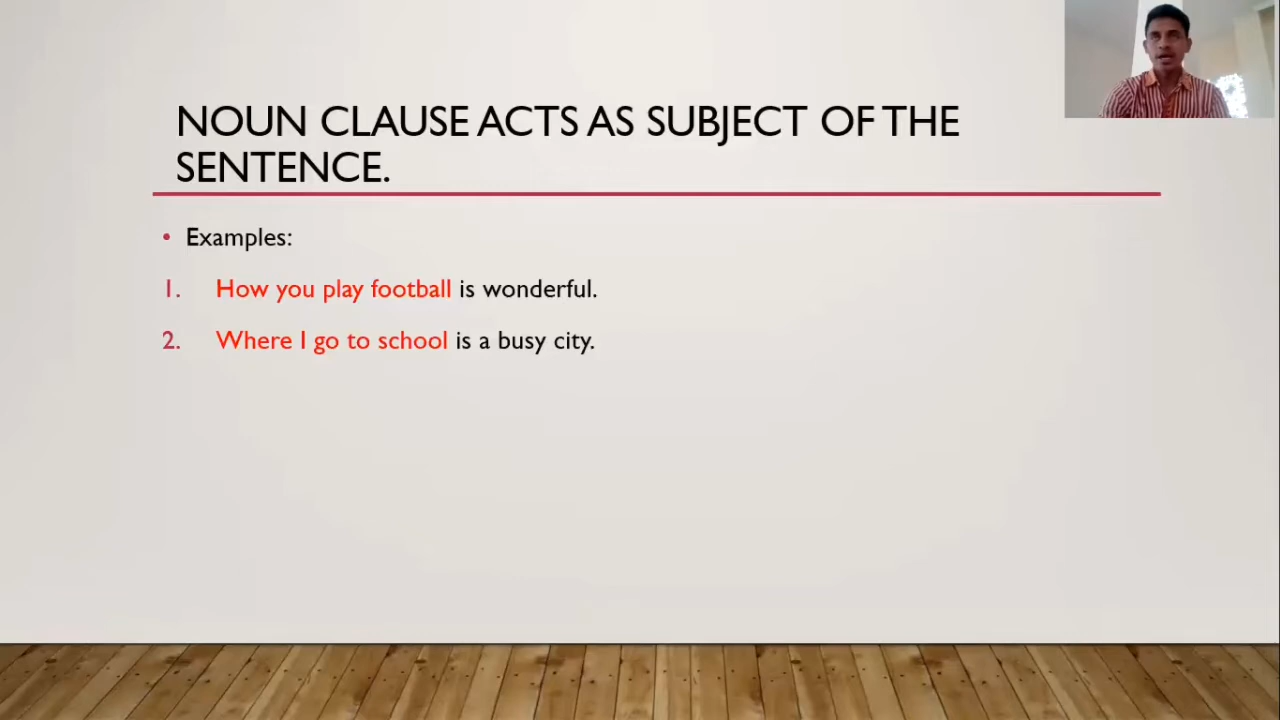 NOUN CLAUSE ACTS AS SUBJECT OF THE
SENTENCE.
• Examples:
1. How you play football is wonderful.
2. Where I go to school is a busy city.